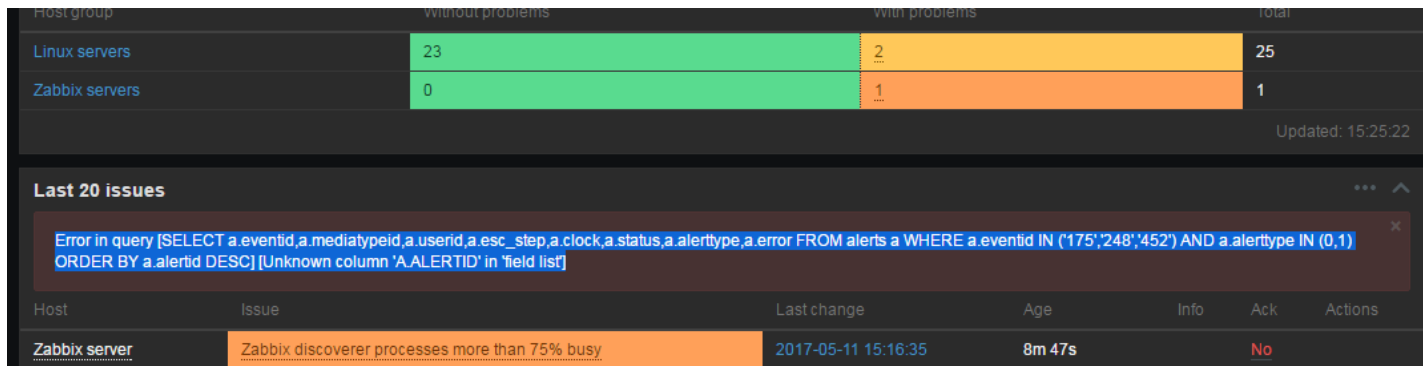 Host group Without problems With problems Total
Linux servers 23 2 25
Zabbix servers 0 1 1
Updated: 15:25:22
Last 20 issues
Error in query [SELECT a.eventid,a.mediatypeid,a.userid,a.esc_step,a.clock,a.status,a.alerttype,a.error FROM alerts a WHERE a.eventid IN ('175','248','452') AND a.alerttype IN (0,1)
ORDER BY a.alertid DESC] [Unknown column 'A.ALERTID' in 'field list']
Host Issue Last change Age Info Ack Actions
Zabbix server Zabbix discoverer processes more than 75% busy 2017-05-11 15:16:35 8m 47s No